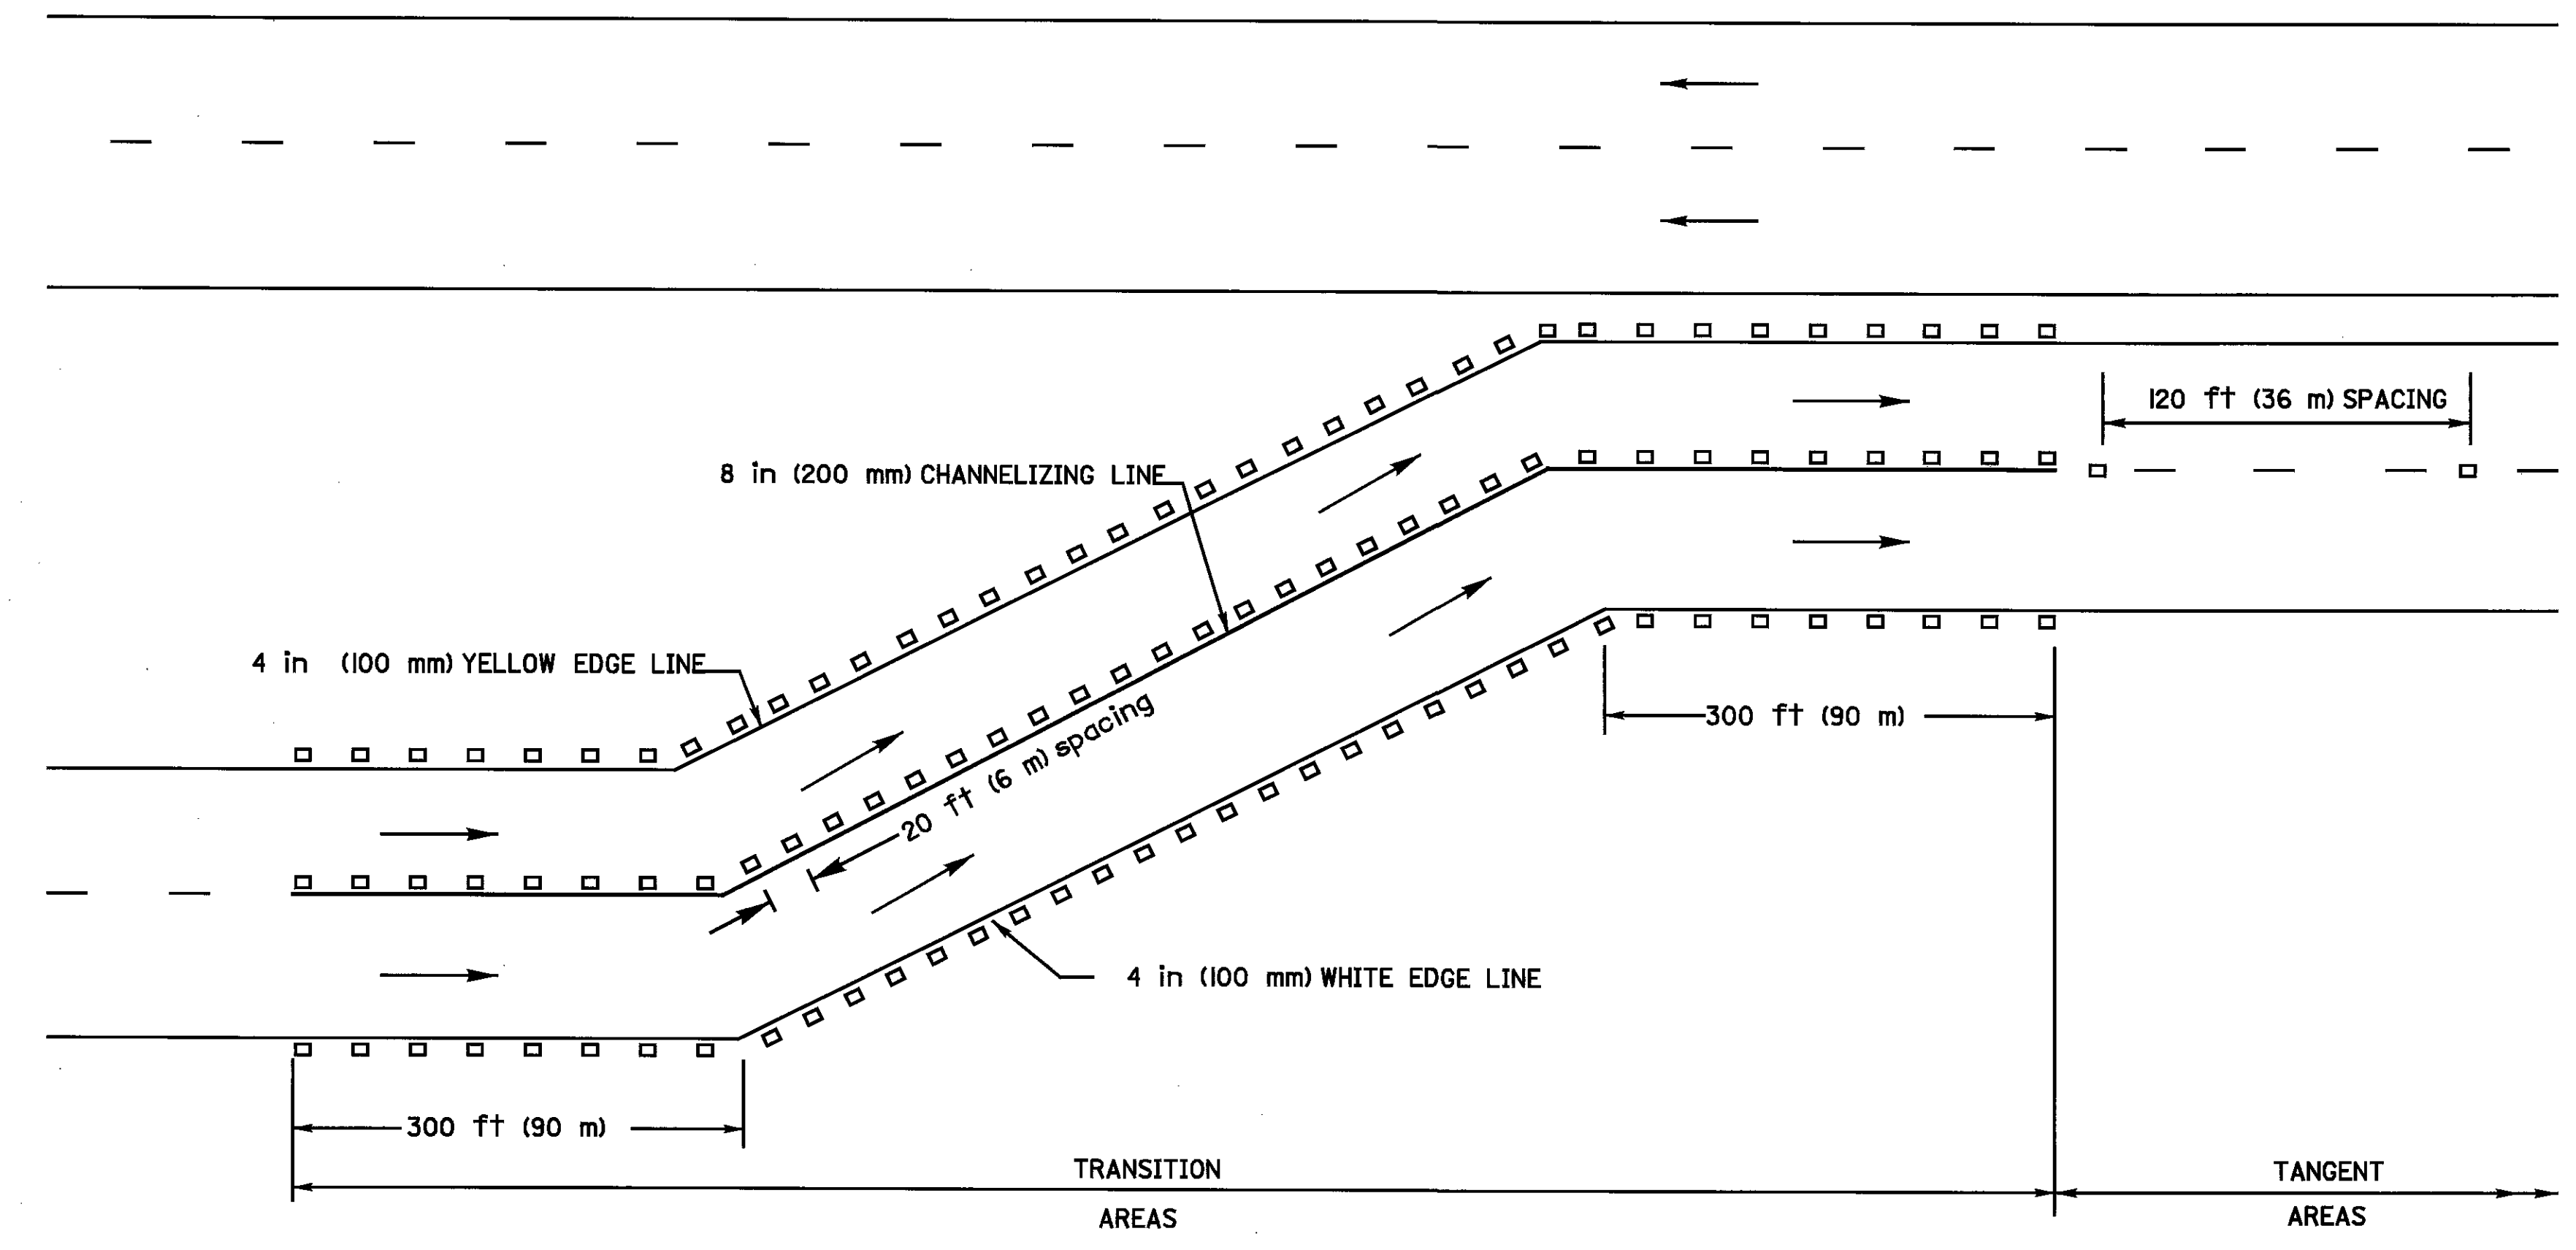 120 ft (36 m) SPACING
8 in (200 mm) CHANNELIZING LINE
4 in (100 mm) YELLOW EDGE LINE
20 ft (6 m) spacing
300 ft (90 m)
4 in (100 mm) WHITE EDGE LINE
300 ft (90 m)
TRANSITION
AREAS
TANGENT
AREAS